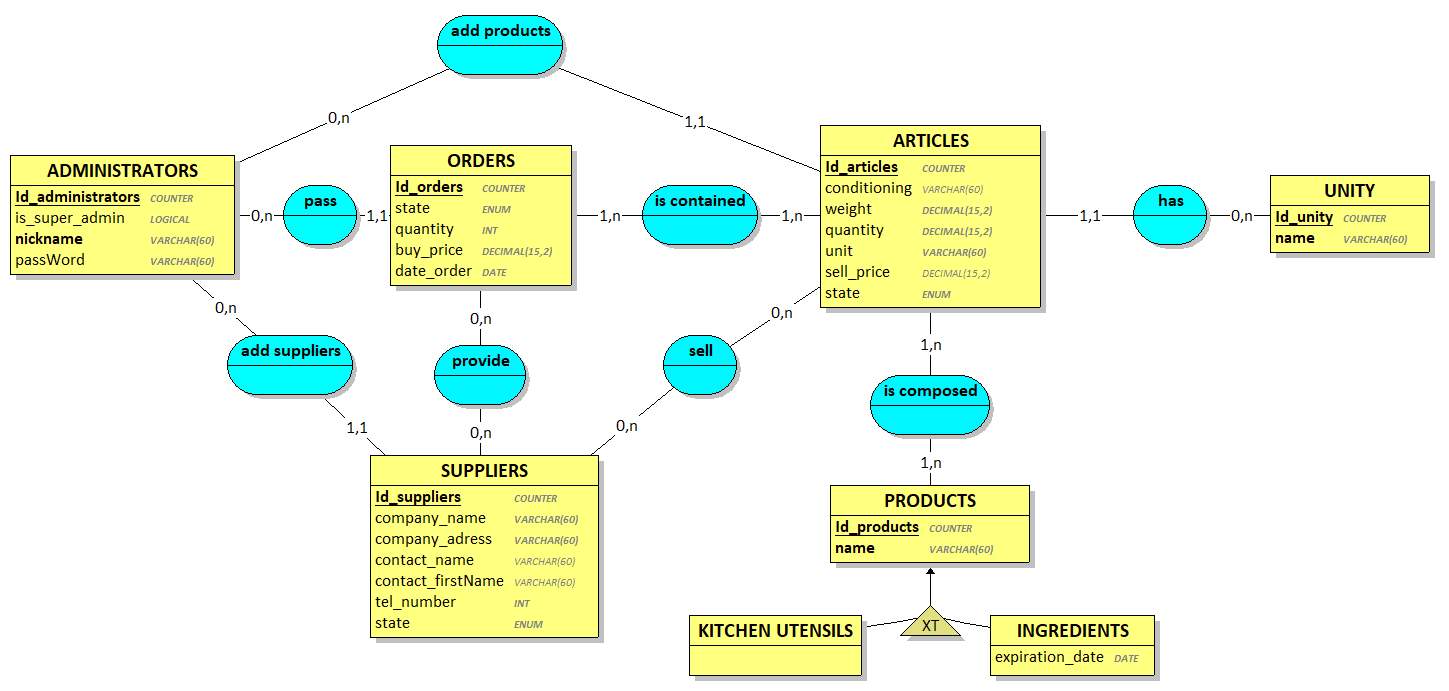 add products
0,n
1,1
ADMINISTRATORS
Id_administrators COUNTER
is_super_admin LOGICAL
nickname VARCHAR(60)
passWord VARCHAR(60)
0,n
pass
1,1
ORDERS
Id_orders COUNTER
state ENUM
quantity INT
buy_price DECIMAL(15,2)
date_order DATE
1,n
is contained
1,n
ARTICLES
Id_articles COUNTER
conditioning VARCHAR(60)
weight DECIMAL(15,2)
quantity DECIMAL(15,2)
unit VARCHAR(60)
sell_price DECIMAL(15,2)
state ENUM
1,1
has
0,n
UNITY
Id_unity COUNTER
name VARCHAR(60)
0,n
add suppliers
1,1
0,n
provide
0,n
0,n
sell
0,n
1,n
is composed
1,n
SUPPLIERS
Id_suppliers COUNTER
company_name VARCHAR(60)
company_adress VARCHAR(60)
contact_name VARCHAR(60)
contact_firstName VARCHAR(60)
tel_number INT
state ENUM
PRODUCTS
Id_products COUNTER
name VARCHAR(60)
XT
KITCHEN UTENSILS
INGREDIENTS
expiration_date DATE